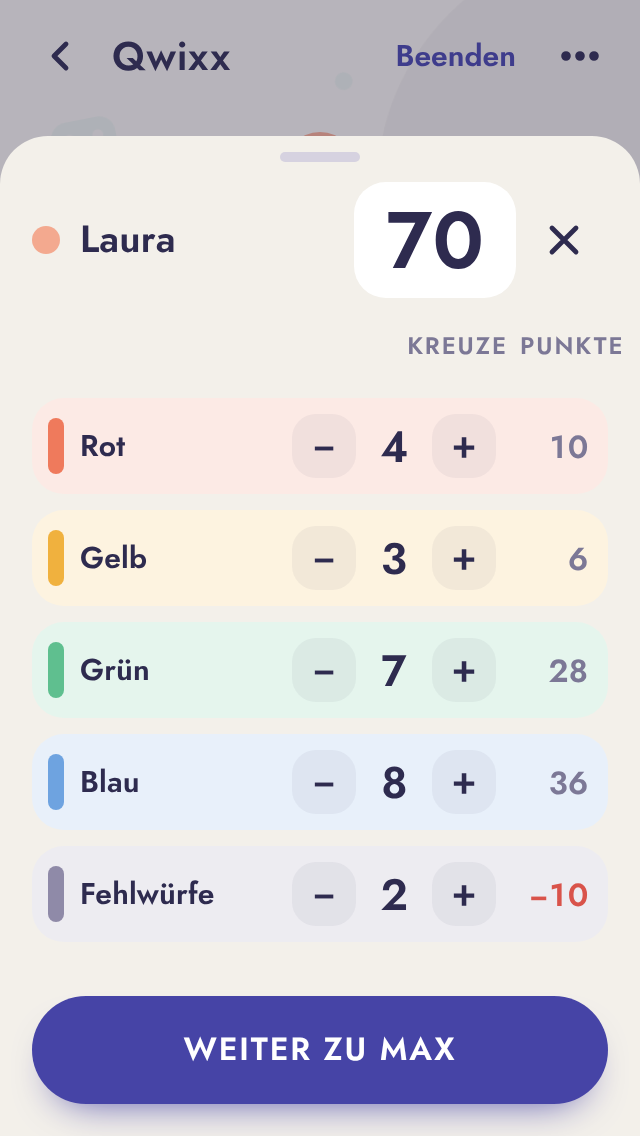 Qwixx Beenden •••
Laura 70 ×
KREUZE PUNKTE
Rot – 4 + 10
Gelb – 3 + 6
Grün – 7 + 28
Blau – 8 + 36
Fehlwürfe – 2 + –10
WEITER ZU MAX